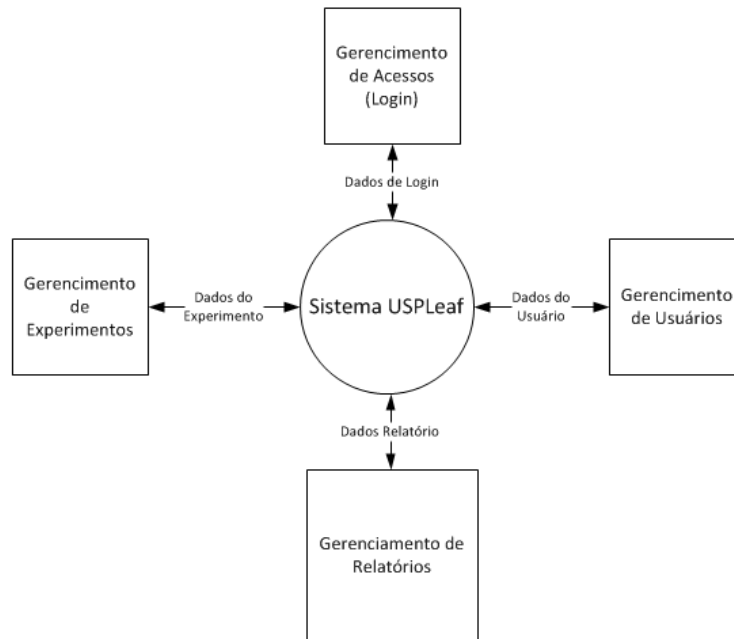 Gerencimento
de Acessos
(Login)
Dados de Login
Gerencimento
de
Experimentos
Dados do
Experimento
Sistema USPLeaf
Dados do
Usuário
Gerencimento
de Usuários
Dados Relatório
Gerenciamento de
Relatórios